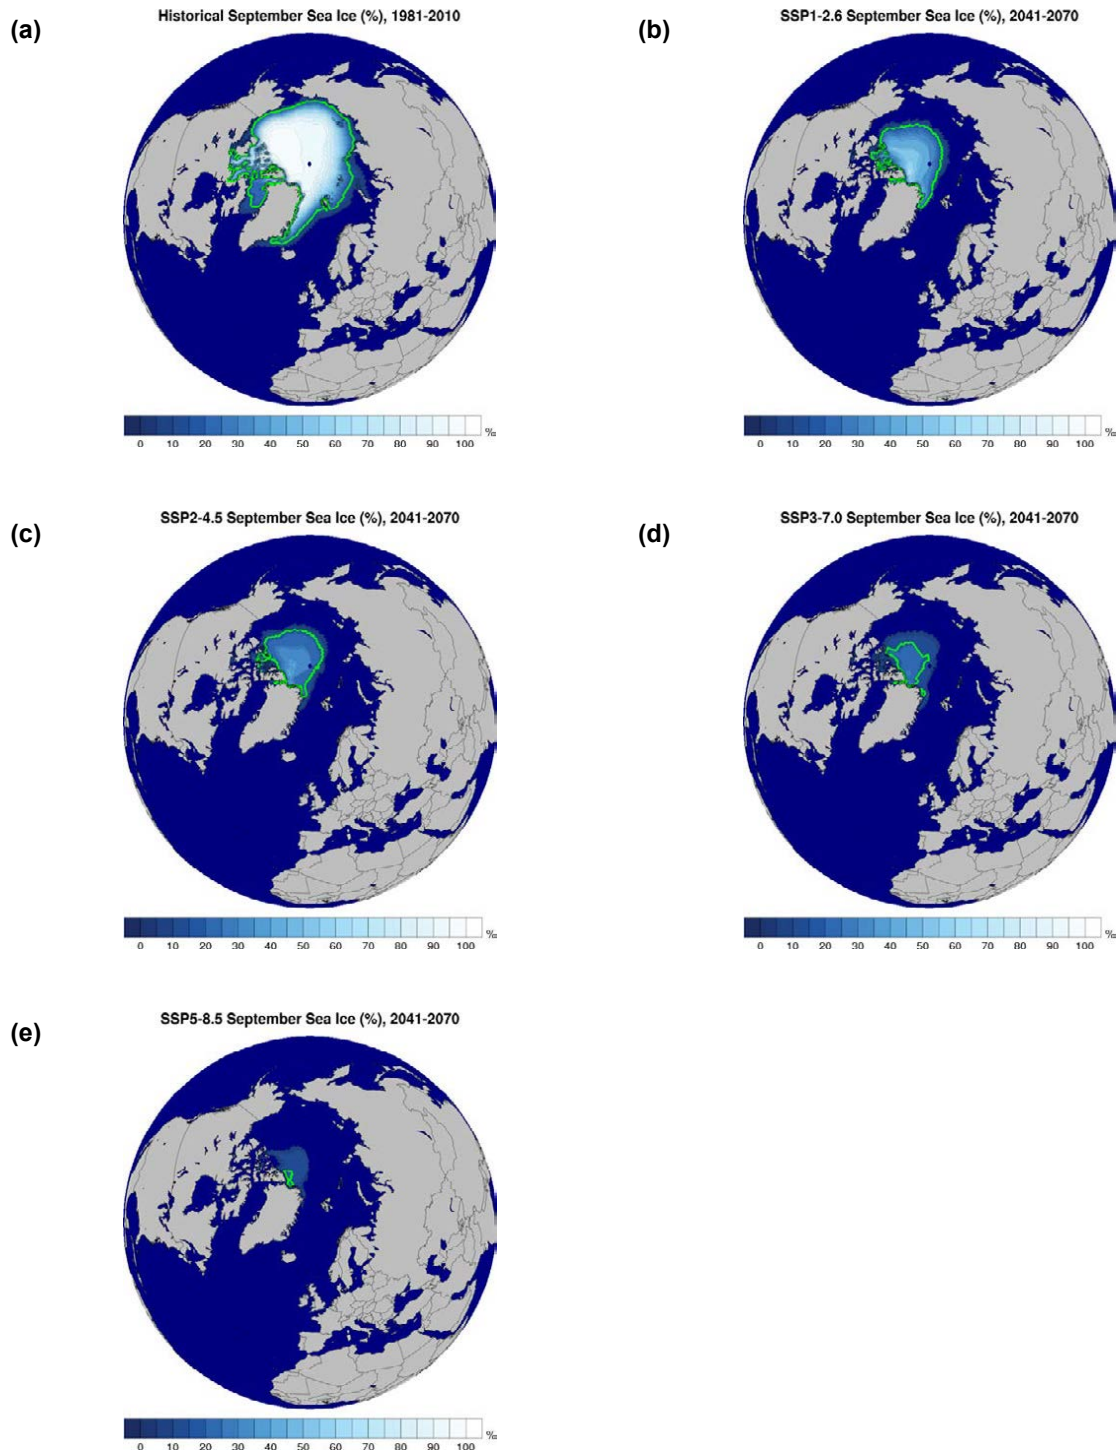 (a)
Historical September Sea Ice (%), 1981-2010
0 10 20 30 40 50 60 70 80 90 100 %
(b)
SSP1-2.6 September Sea Ice (%), 2041-2070
0 10 20 30 40 50 60 70 80 90 100 %
(c)
SSP2-4.5 September Sea Ice (%), 2041-2070
0 10 20 30 40 50 60 70 80 90 100 %
(d)
SSP3-7.0 September Sea Ice (%), 2041-2070
0 10 20 30 40 50 60 70 80 90 100 %
(e)
SSP5-8.5 September Sea Ice (%), 2041-2070
0 10 20 30 40 50 60 70 80 90 100 %